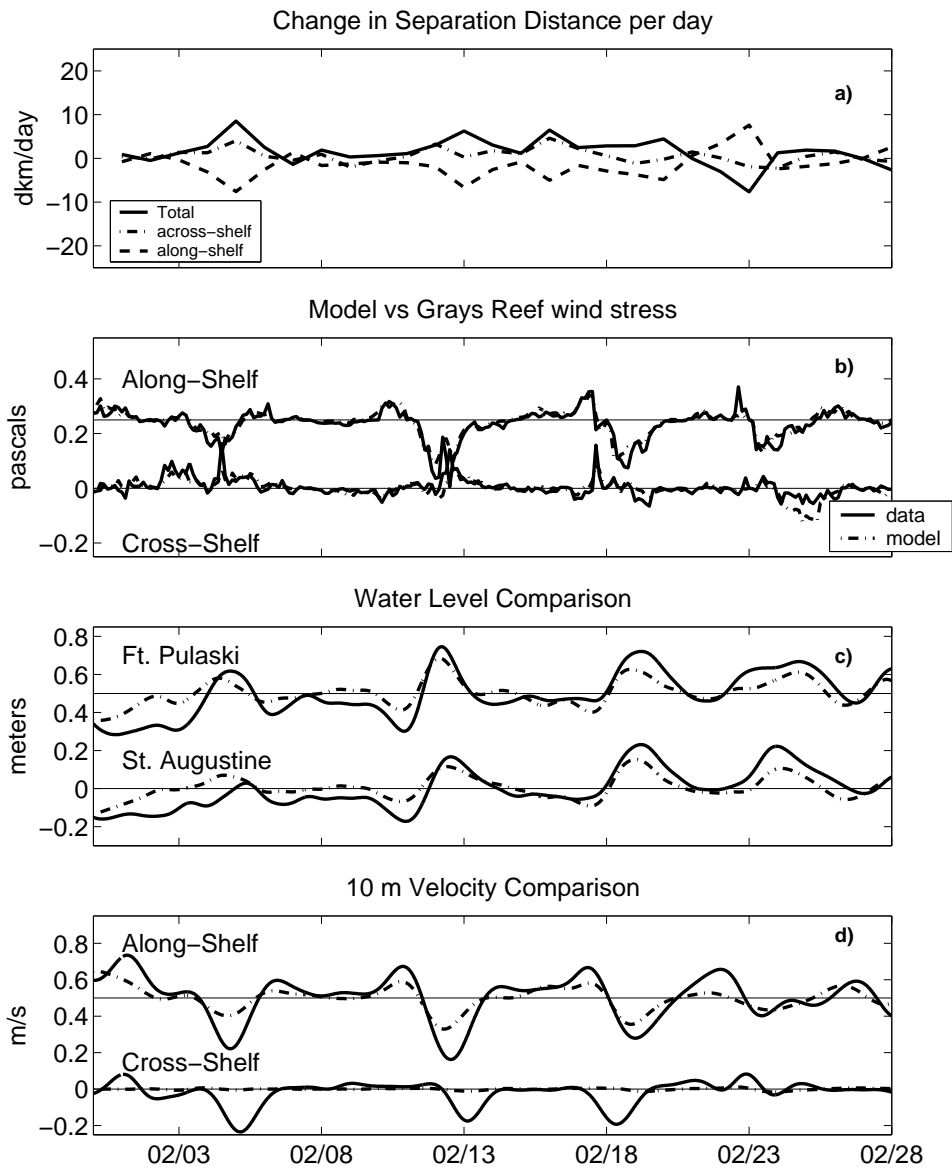 Change in Separation Distance per day
20
10
0
−10
−20
dkm/day
a)
Total
across−shelf
along−shelf
Model vs Grays Reef wind stress
0.4
0.2
0
−0.2
pascals
Along−Shelf
b)
Cross−Shelf
data
model
Water Level Comparison
0.8
0.6
0.4
0.2
0
−0.2
meters
Ft. Pulaski
c)
St. Augustine
10 m Velocity Comparison
0.8
0.6
0.4
0.2
0
−0.2
m/s
Along−Shelf
d)
Cross−Shelf
02/03 02/08 02/13 02/18 02/23 02/28